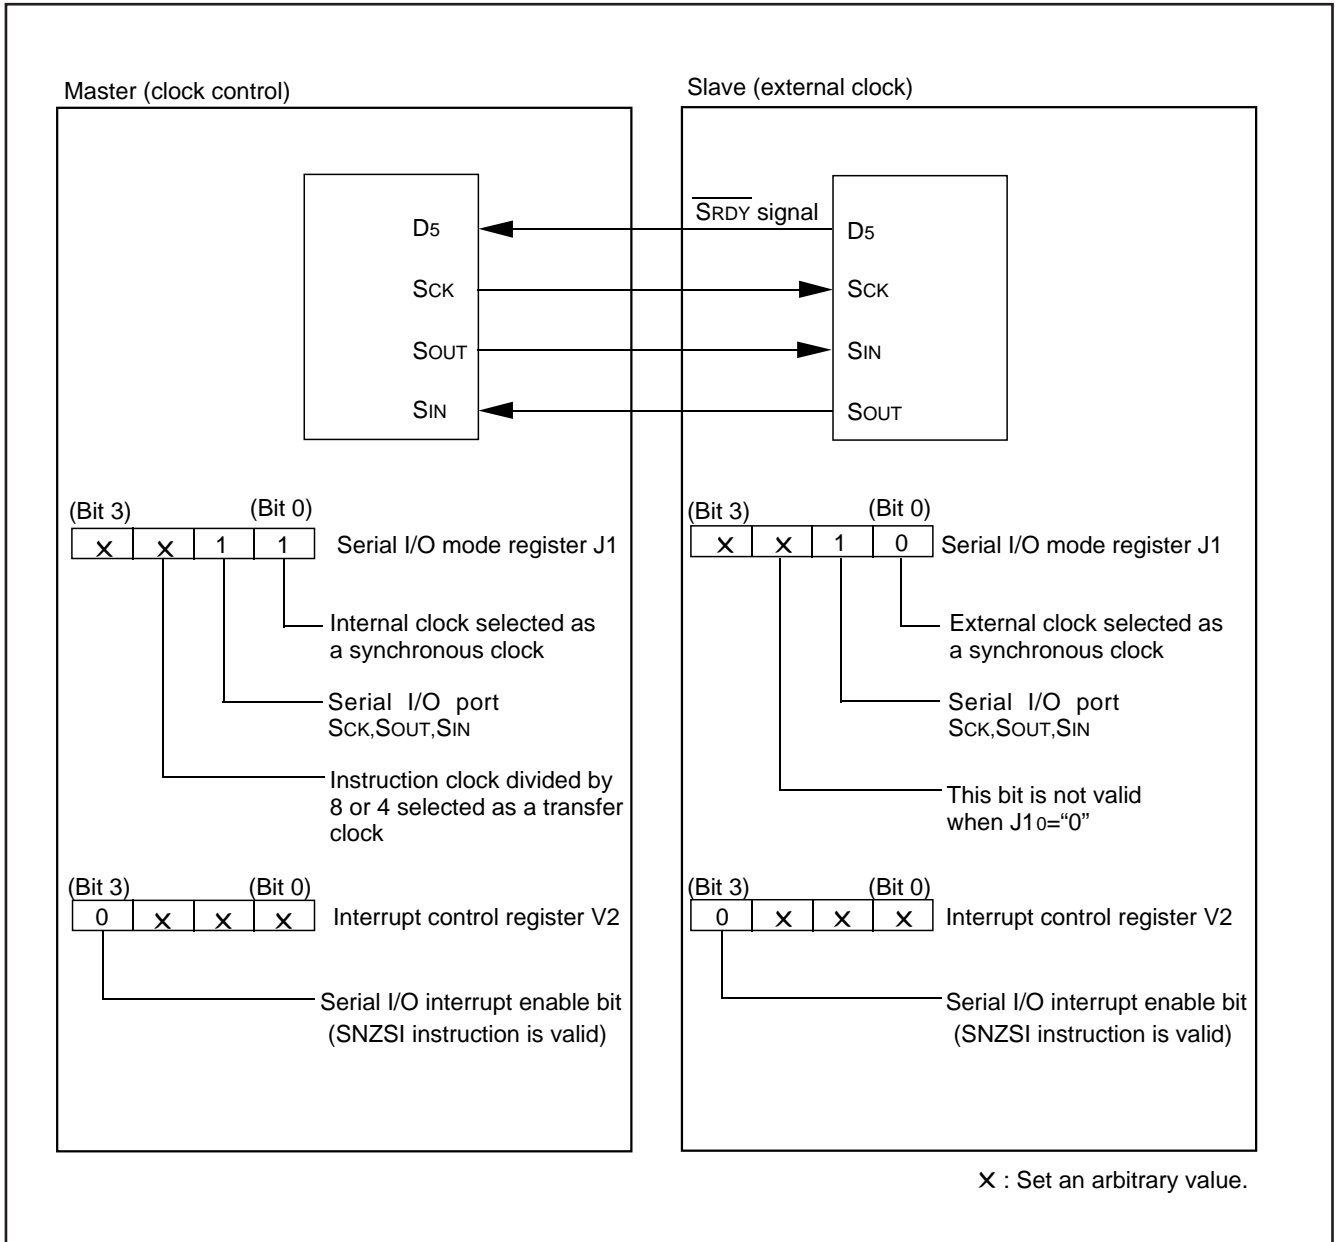 Master (clock control)
D5
SCK
SOUT
SIN
(Bit 3) (Bit 0)
× × 1 1 Serial I/O mode register J1
Internal clock selected as
a synchronous clock
Serial I/O port
SCK,SOUT,SIN
Instruction clock divided by
8 or 4 selected as a transfer
clock
(Bit 3) (Bit 0)
0 × × × Interrupt control register V2
Serial I/O interrupt enable bit
(SNZSI instruction is valid)
Slave (external clock)
SRDY signal
D5
SCK
SIN
SOUT
(Bit 3) (Bit 0)
× × 1 0 Serial I/O mode register J1
External clock selected as
a synchronous clock
Serial I/O port
SCK,SOUT,SIN
This bit is not valid
when J10=“0”
(Bit 3) (Bit 0)
0 × × × Interrupt control register V2
Serial I/O interrupt enable bit
(SNZSI instruction is valid)
× : Set an arbitrary value.